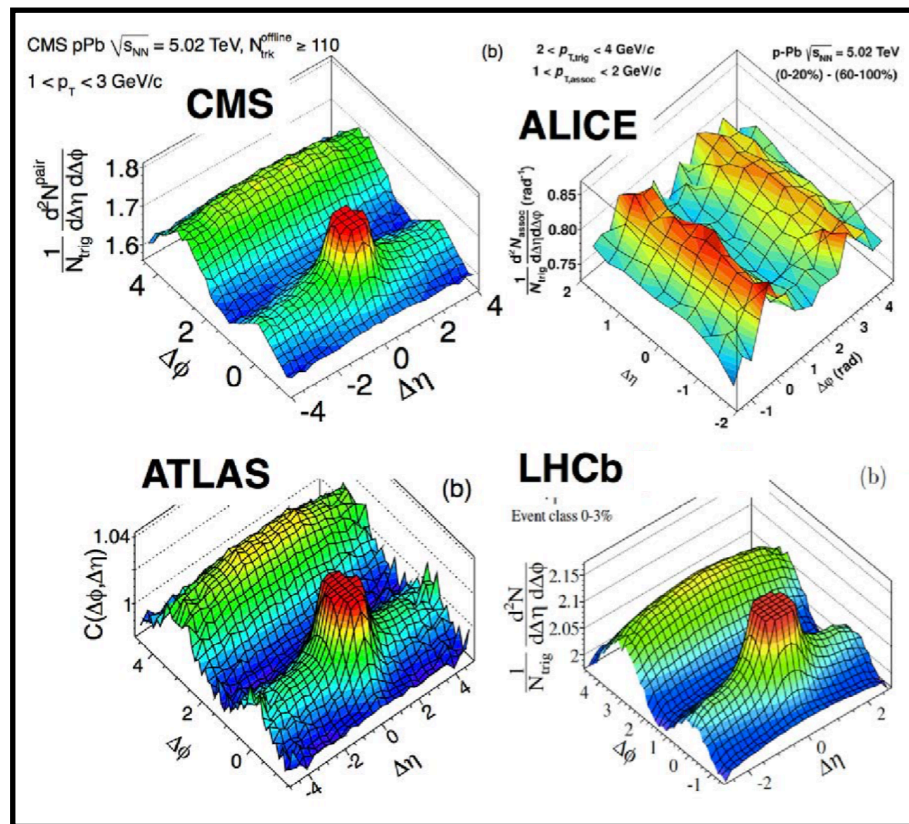 CMS pPb √sNN = 5.02 TeV, Ntrk^offline ≥ 110
1 < pT < 3 GeV/c
CMS
1/Ntrig d²N^pair/dΔη dΔϕ
1.8
1.7
1.6
4
2
0
Δϕ
-4
-2
0
2
4
Δη
(b)
2 < pT,trig < 4 GeV/c
1 < pT,assoc < 2 GeV/c
p-Pb √sNN = 5.02 TeV
(0-20%) - (60-100%)
ALICE
1/Ntrig d²Nassoc/dΔηdΔφ (rad⁻¹)
0.85
0.80
0.75
2
1
0
-1
-2
Δη
-1
0
1
2
3
4
Δφ (rad)
ATLAS
(b)
C(Δϕ,Δη)
1.04
1
4
2
0
Δϕ
-4
-2
0
2
4
Δη
LHCb
(b)
Event class 0-3%
1/Ntrig d²N/dΔη dΔϕ
2.15
2.1
2.05
2
4
3
2
1
0
-1
Δϕ
-2
0
2
Δη